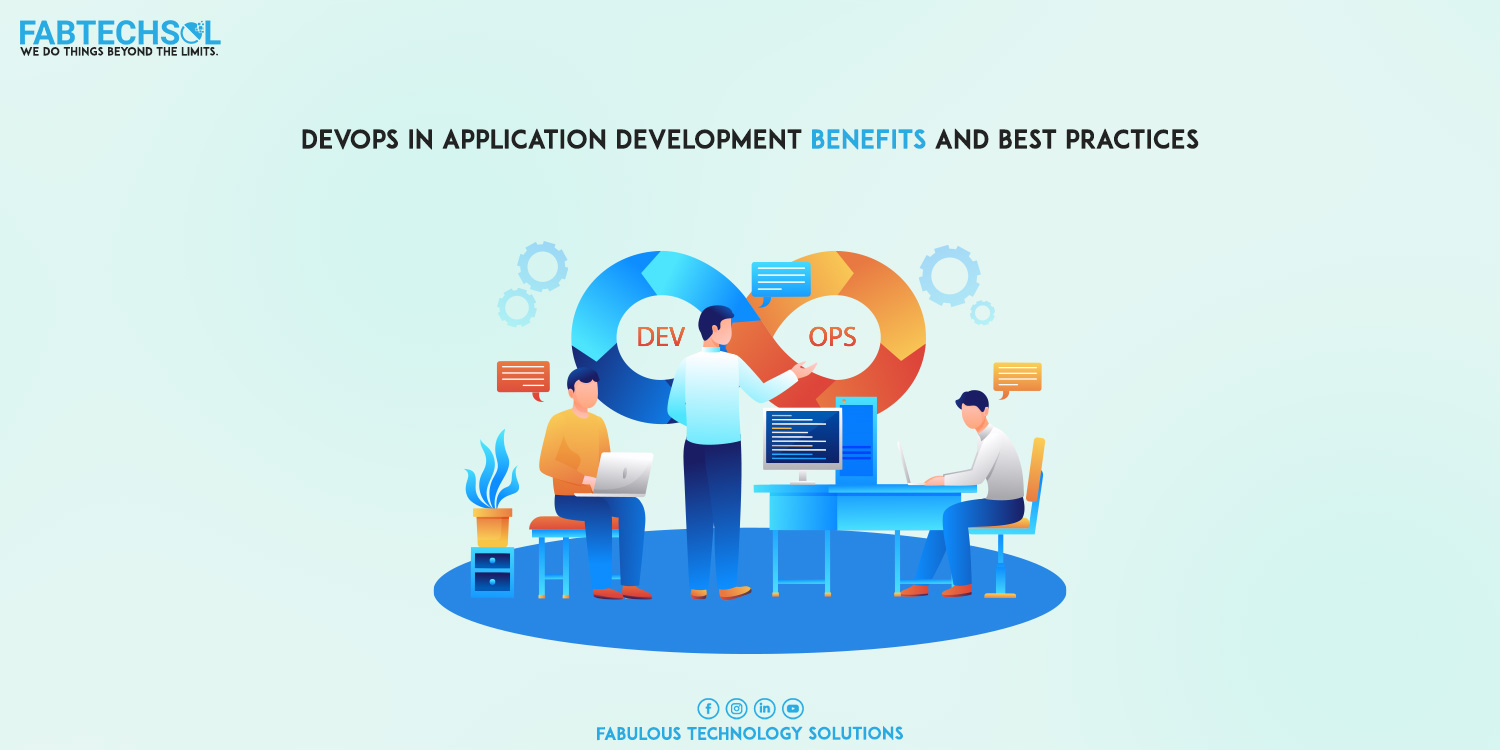 FABTECHSOL
WE DO THINGS BEYOND THE LIMITS.
DEVOPS IN APPLICATION DEVELOPMENT BENEFITS AND BEST PRACTICES
DEV
OPS
FABULOUS TECHNOLOGY SOLUTIONS